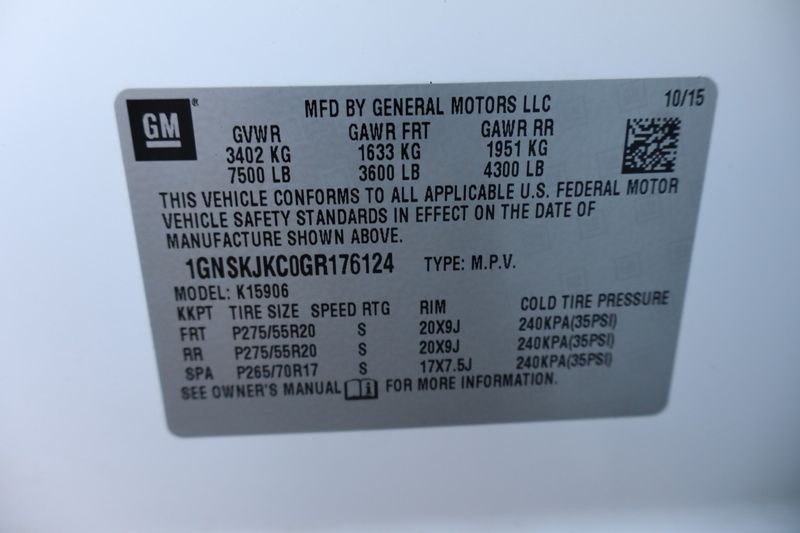 GM® MFD BY GENERAL MOTORS LLC 10/15
GVWR GAWR FRT GAWR RR
3402 KG 1633 KG 1951 KG
7500 LB 3600 LB 4300 LB
THIS VEHICLE CONFORMS TO ALL APPLICABLE U.S. FEDERAL MOTOR
VEHICLE SAFETY STANDARDS IN EFFECT ON THE DATE OF
MANUFACTURE SHOWN ABOVE.
1GNSKJKC0GR176124 TYPE: M.P.V.
MODEL: K15906
KKPT TIRE SIZE SPEED RTG RIM COLD TIRE PRESSURE
FRT P275/55R20 S 20X9J 240KPA(35PSI)
RR P275/55R20 S 20X9J 240KPA(35PSI)
SPA P265/70R17 S 17X7.5J 240KPA(35PSI)
SEE OWNER'S MANUAL i FOR MORE INFORMATION.